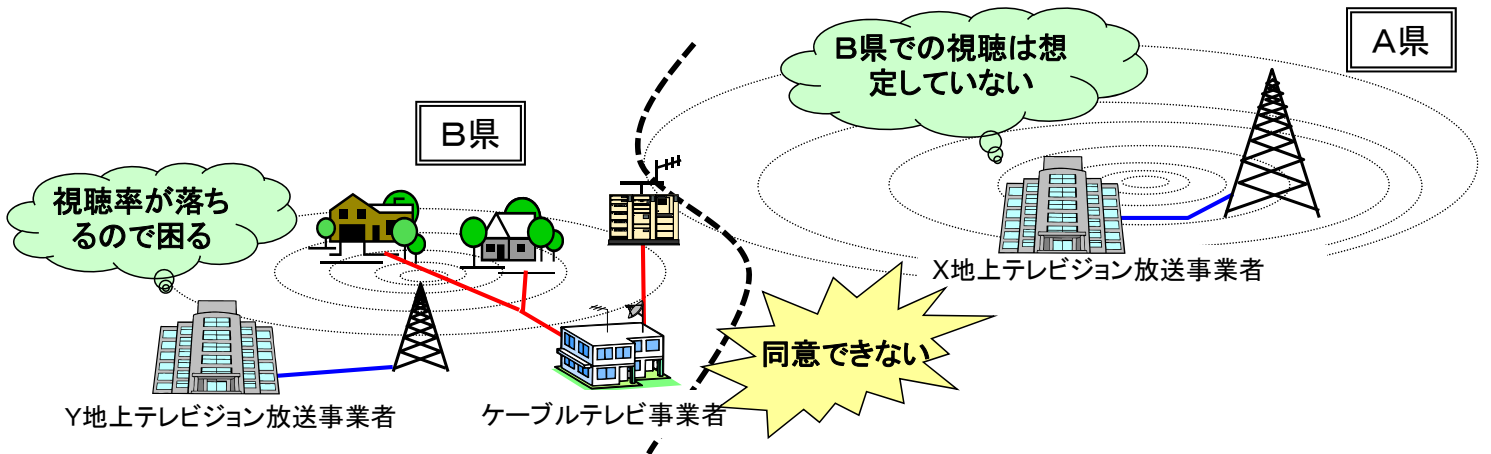 B県での視聴は想
定していない
A県
B県
視聴率が落ち
るので困る
X地上テレビジョン放送事業者
同意できない
Y地上テレビジョン放送事業者
ケーブルテレビ事業者